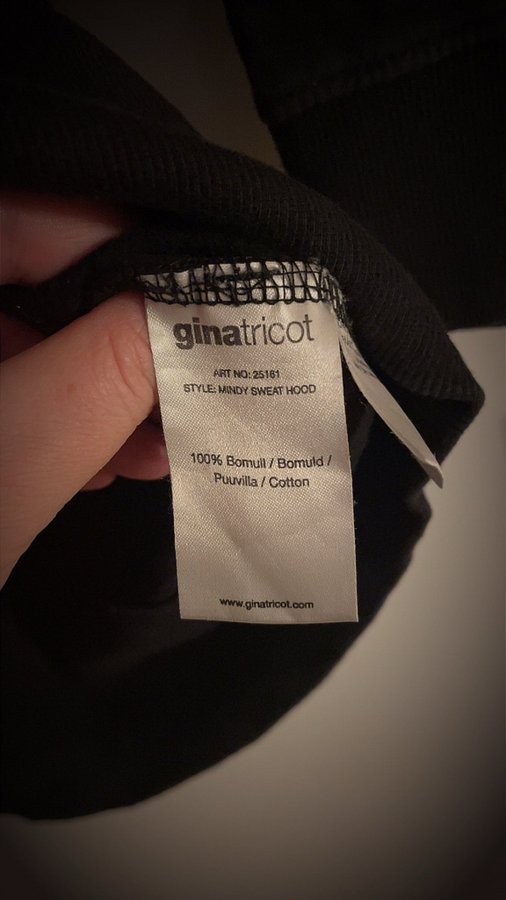 ginatricot
ART NO: 25161
STYLE: MINDY SWEAT HOOD
100% Bomull / Bomuld /
Puuvilla / Cotton
www.ginatricot.com